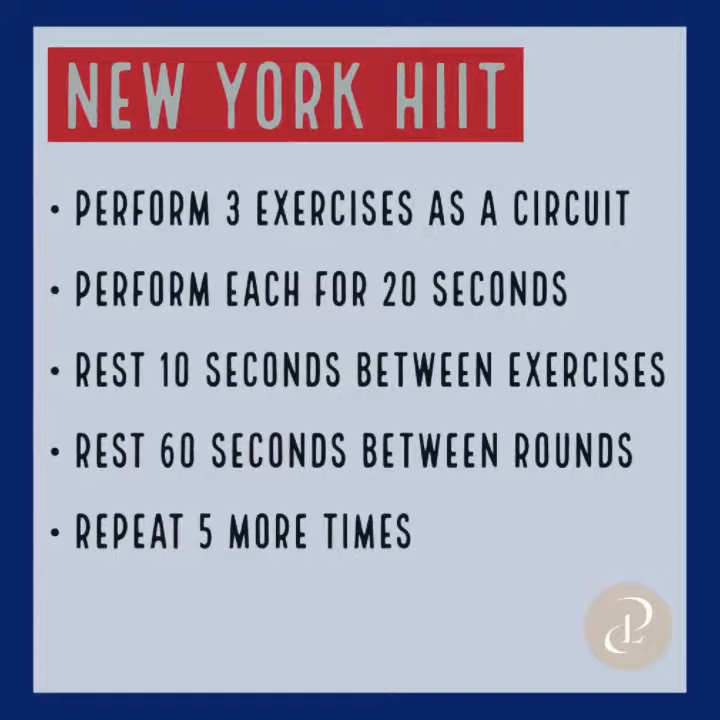 NEW YORK HIIT
• PERFORM 3 EXERCISES AS A CIRCUIT
• PERFORM EACH FOR 20 SECONDS
• REST 10 SECONDS BETWEEN EXERCISES
• REST 60 SECONDS BETWEEN ROUNDS
• REPEAT 5 MORE TIMES